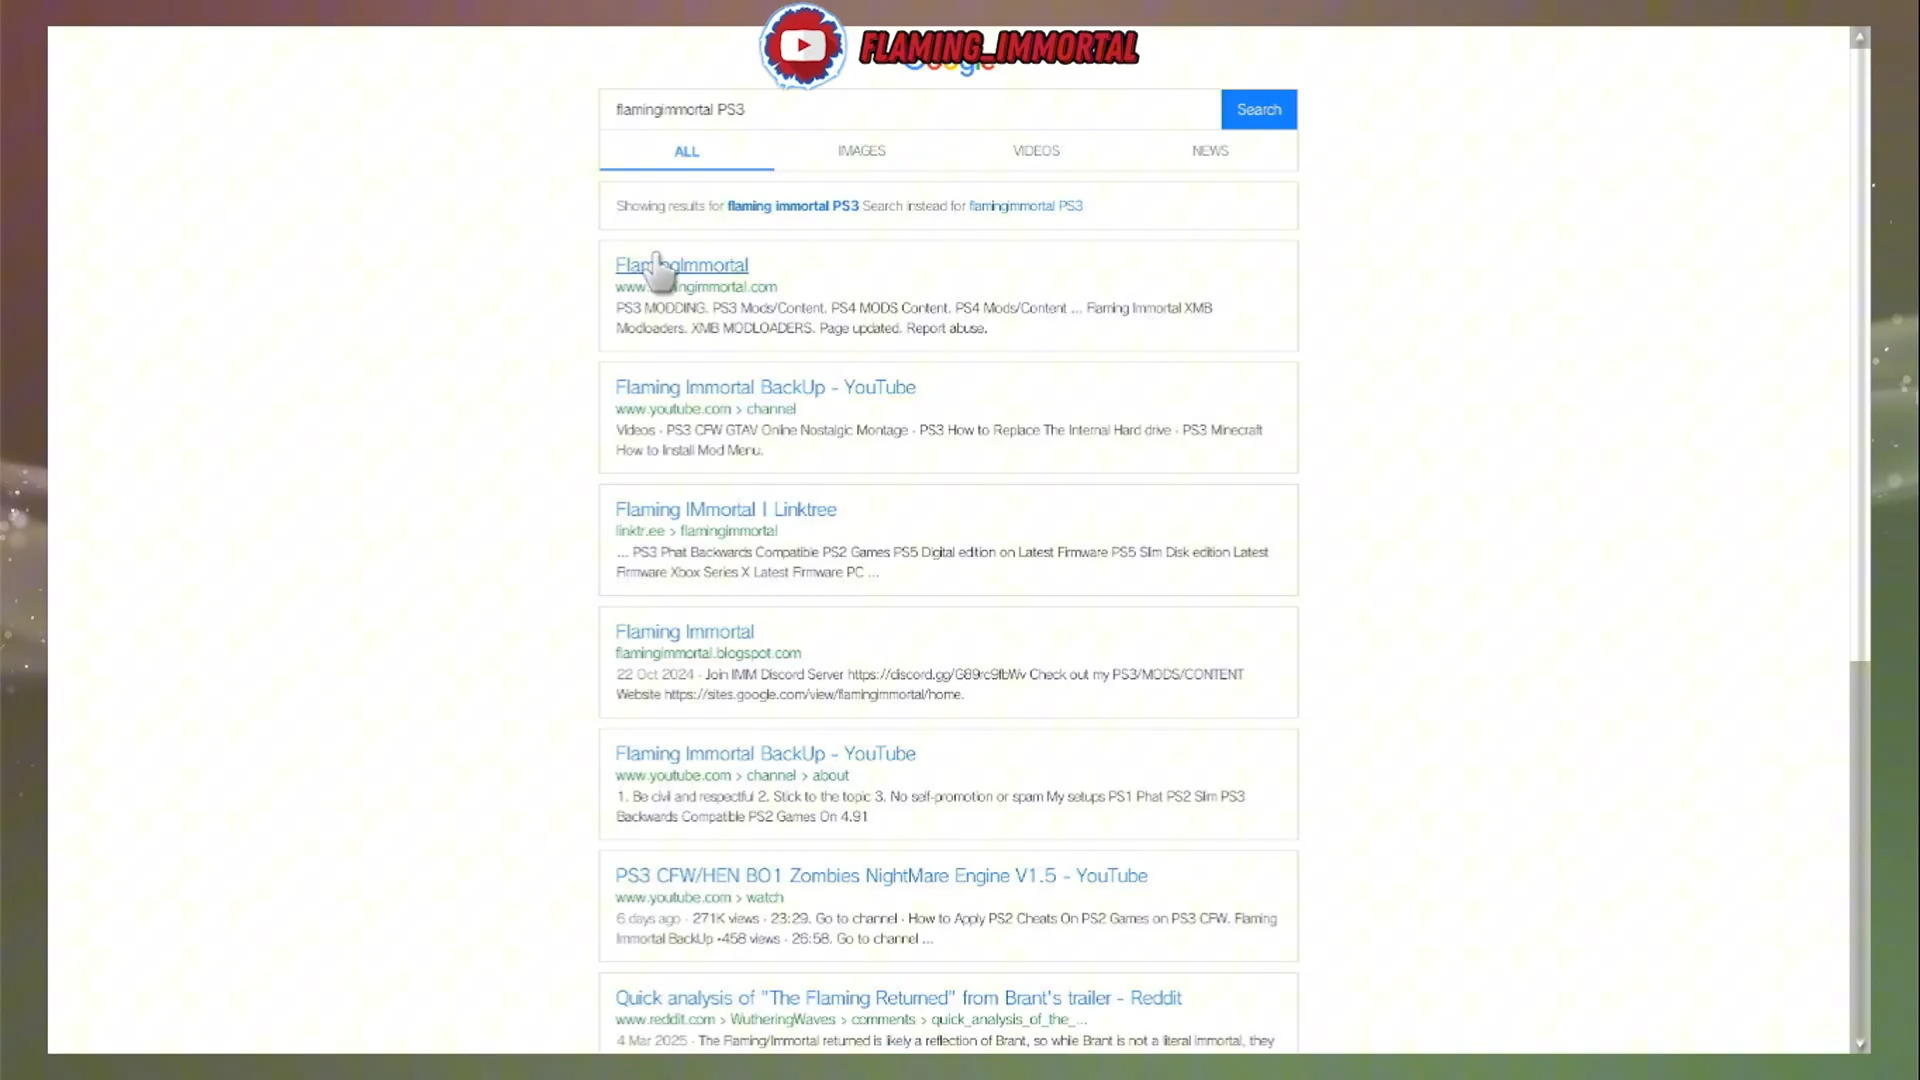 FLAMING_IMMORTAL
Google
flamingimmortal PS3
Search
ALL
IMAGES
VIDEOS
NEWS
Showing results for flaming immortal PS3 Search instead for flamingimmortal PS3
FlamingImmortal
www.flamingimmortal.com
PS3 MODDING. PS3 Mods/Content. PS4 MODS Content. PS4 Mods/Content ... Flaming Immortal XMB
Modloaders. XMB MODLOADERS. Page updated. Report abuse.
Flaming Immortal BackUp - YouTube
www.youtube.com > channel
Videos · PS3 CFW GTAV Online Nostalgic Montage · PS3 How to Replace The Internal Hard drive · PS3 Minecraft
How to Install Mod Menu.
Flaming IMmortal | Linktree
linktr.ee > flamingimmortal
... PS3 Phat Backwards Compatible PS2 Games PS5 Digital edition on Latest Firmware PS5 Slim Disk edition Latest
Firmware Xbox Series X Latest Firmware PC ...
Flaming Immortal
flamingimmortal.blogspot.com
22 Oct 2024 · Join IMM Discord Server https://discord.gg/G89rc9fbWv Check out my PS3/MODS/CONTENT
Website https://sites.google.com/view/flamingimmortal/home.
Flaming Immortal BackUp - YouTube
www.youtube.com > channel > about
1. Be civil and respectful 2. Stick to the topic 3. No self-promotion or spam My setups PS1 Phat PS2 Slim PS3
Backwards Compatible PS2 Games On 4.91
PS3 CFW/HEN BO1 Zombies NightMare Engine V1.5 - YouTube
www.youtube.com > watch
6 days ago · 271K views · 23:29. Go to channel · How to Apply PS2 Cheats On PS2 Games on PS3 CFW. Flaming
Immortal BackUp •458 views · 26:58. Go to channel ...
Quick analysis of "The Flaming Returned" from Brant's trailer - Reddit
www.reddit.com > WutheringWaves > comments > quick_analysis_of_the_...
4 Mar 2025 · The Flaming/Immortal returned is likely a reflection of Brant, so while Brant is not a literal immortal, they